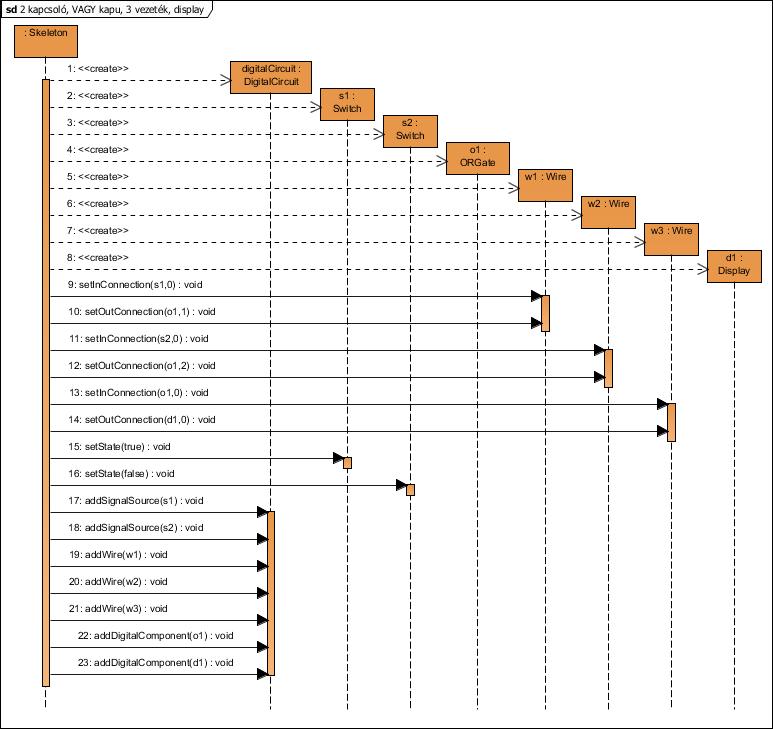 sd 2 kapcsoló, VAGY kapu, 3 vezeték, display
: Skeleton
1: <<create>>
digitalCircuit :
DigitalCircuit
2: <<create>>
s1 :
Switch
3: <<create>>
s2 :
Switch
4: <<create>>
o1 :
ORGate
5: <<create>>
w1 : Wire
6: <<create>>
w2 : Wire
7: <<create>>
w3 : Wire
8: <<create>>
d1 :
Display
9: setInConnection(s1,0) : void
10: setOutConnection(o1,1) : void
11: setInConnection(s2,0) : void
12: setOutConnection(o1,2) : void
13: setInConnection(o1,0) : void
14: setOutConnection(d1,0) : void
15: setState(true) : void
16: setState(false) : void
17: addSignalSource(s1) : void
18: addSignalSource(s2) : void
19: addWire(w1) : void
20: addWire(w2) : void
21: addWire(w3) : void
22: addDigitalComponent(o1) : void
23: addDigitalComponent(d1) : void